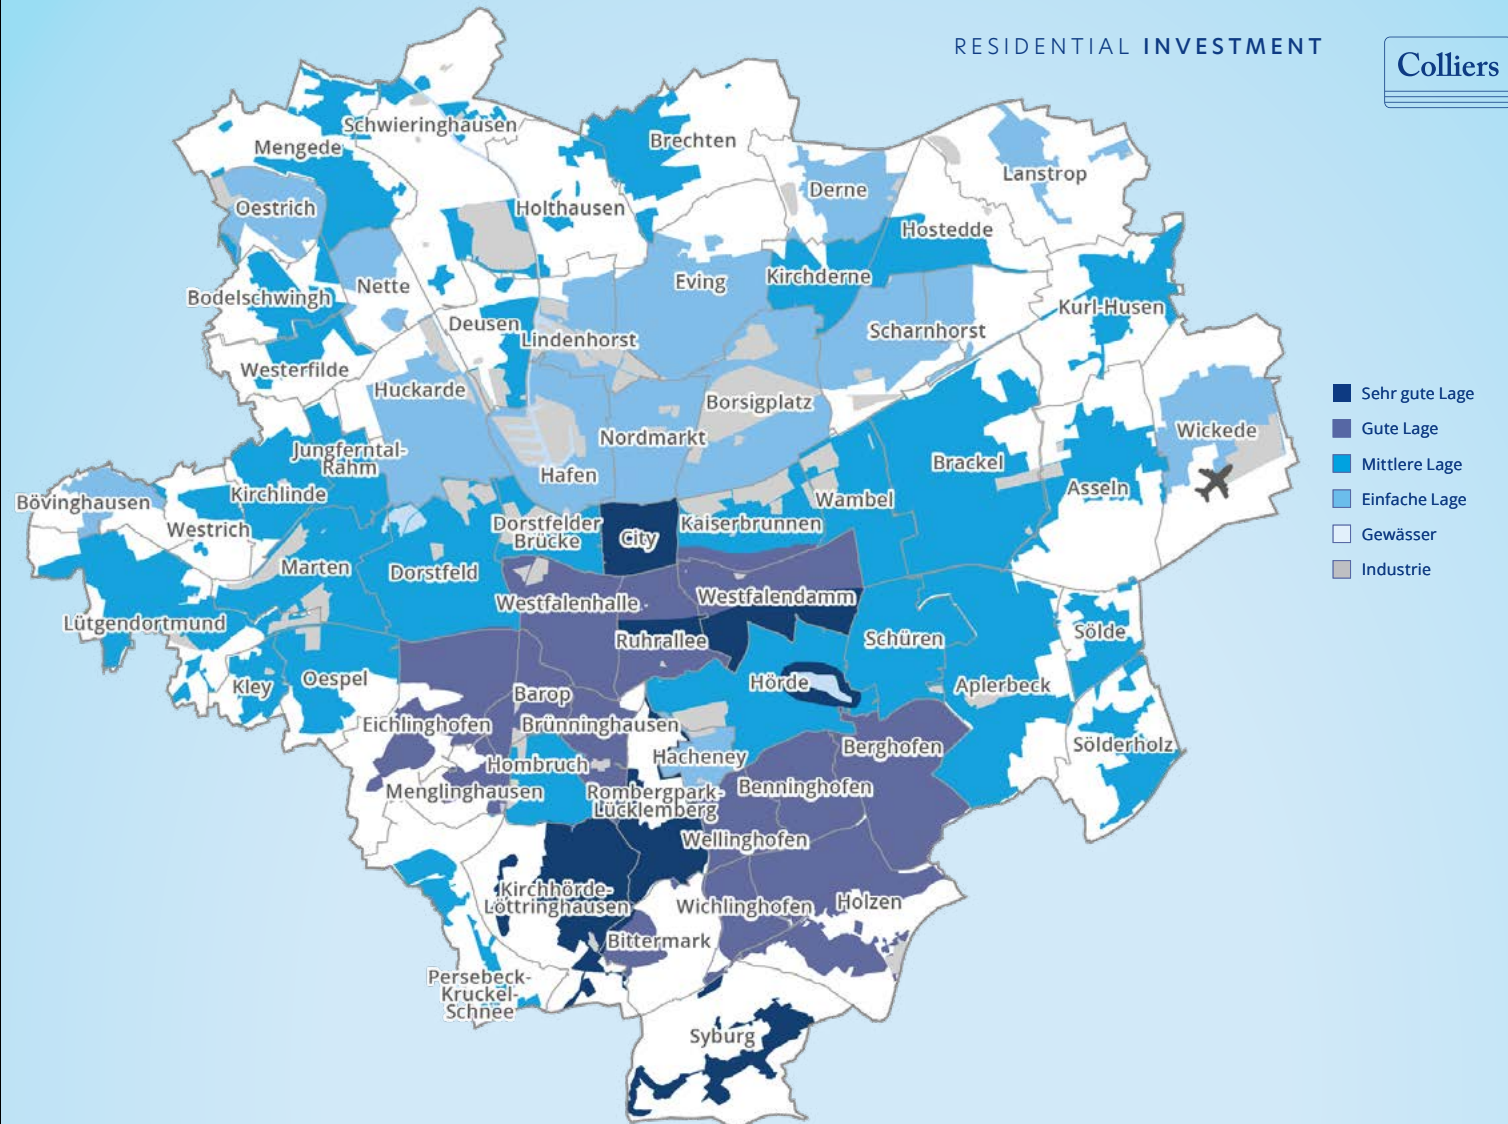 RESIDENTIAL INVESTMENT
Colliers
Schwieringhausen
Mengede
Brechten
Lanstrop
Derne
Oestrich
Holthausen
Hostedde
Kirchderne
Eving
Nette
Bodelschwingh
Kurl-Husen
Deusen
Lindenhorst
Scharnhorst
Westerfilde
Huckarde
Borsigplatz
Nordmarkt
Wickede
Jungferntal-
Rahm
Brackel
Hafen
Asseln
Kirchlinde
Bövinghausen
Wambel
Westrich
Dorstfelder
Brücke
City
Kaiserbrunnen
Marten
Dorstfeld
Westfalenhalle
Westfalendamm
Lütgendortmund
Ruhrallee
Schüren
Sölde
Kley
Oespel
Hörde
Aplerbeck
Barop
Eichlinghofen
Brünninghausen
Berghofen
Sölderholz
Hacheney
Hombruch
Menglinghausen
Rombergpark-
Lücklemberg
Benninghofen
Wellinghofen
Kirchhörde-
Löttringhausen
Wichlinghofen
Holzen
Bittermark
Persebeck-
Kruckel-
Schnee
Syburg
Sehr gute Lage
Gute Lage
Mittlere Lage
Einfache Lage
Gewässer
Industrie